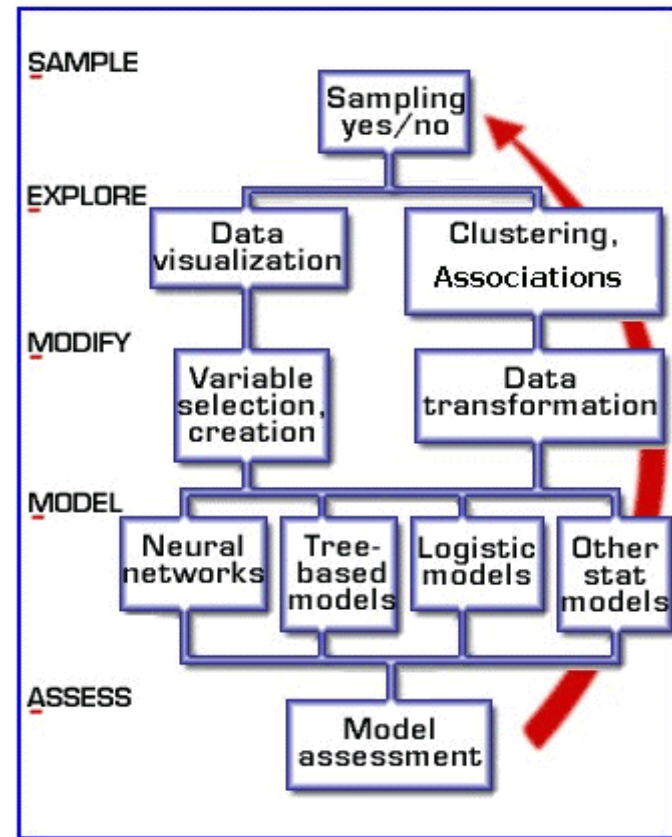 SAMPLE
Sampling
yes/no
EXPLORE
Data
visualization
Clustering,
Associations
MODIFY
Variable
selection,
creation
Data
transformation
MODEL
Neural
networks
Tree-
based
models
Logistic
models
Other
stat
models
ASSESS
Model
assessment